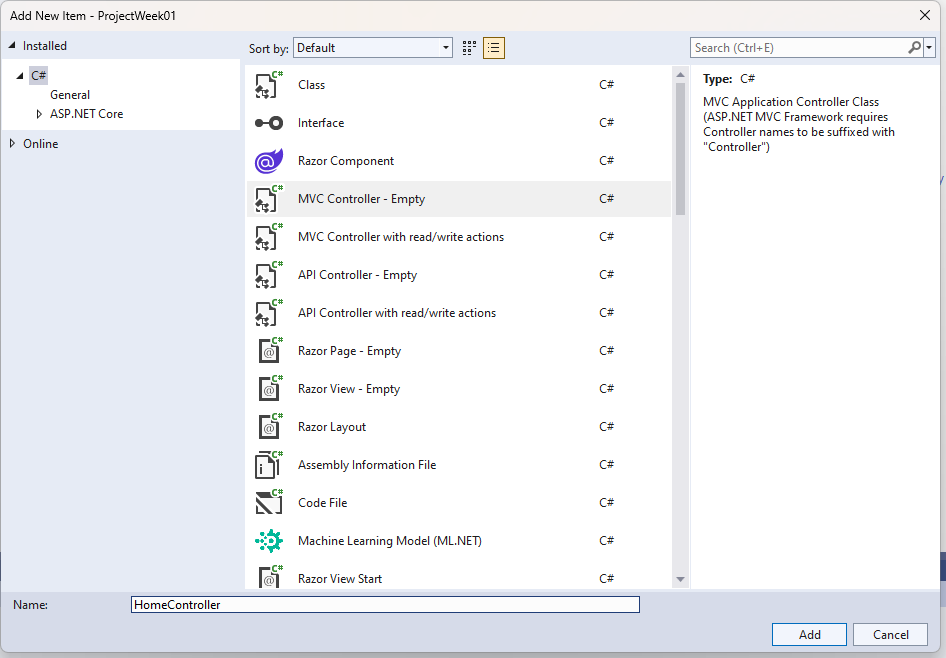 Add New Item - ProjectWeek01
Installed
C#
General
ASP.NET Core
Online
Sort by: Default
Search (Ctrl+E)
C# Class C#
Interface C#
@ Razor Component C#
C# MVC Controller - Empty C#
C# MVC Controller with read/write actions C#
C# API Controller - Empty C#
C# API Controller with read/write actions C#
C# @ Razor Page - Empty C#
C# @ Razor View - Empty C#
C# @ Razor Layout C#
C# Assembly Information File C#
C# Code File C#
Machine Learning Model (ML.NET) C#
C# @ Razor View Start C#
Type: C#
MVC Application Controller Class
(ASP.NET MVC Framework requires
Controller names to be suffixed with
"Controller")
Name: HomeController
Add Cancel